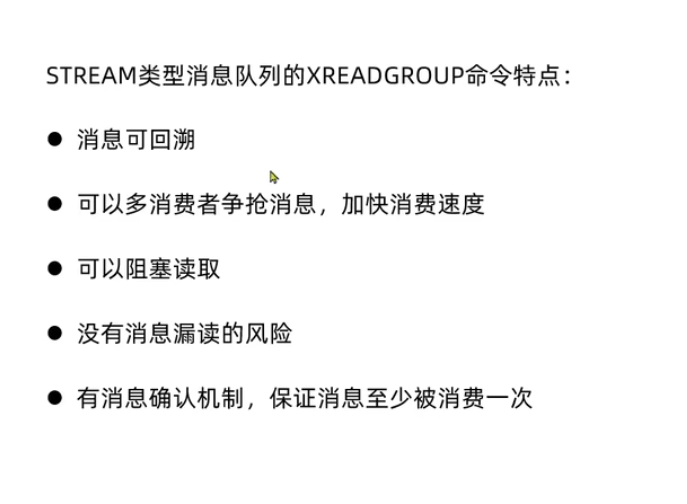 STREAM类型消息队列的XREADGROUP命令特点：
● 消息可回溯
● 可以多消费者争抢消息，加快消费速度
● 可以阻塞读取
● 没有消息漏读的风险
● 有消息确认机制，保证消息至少被消费一次